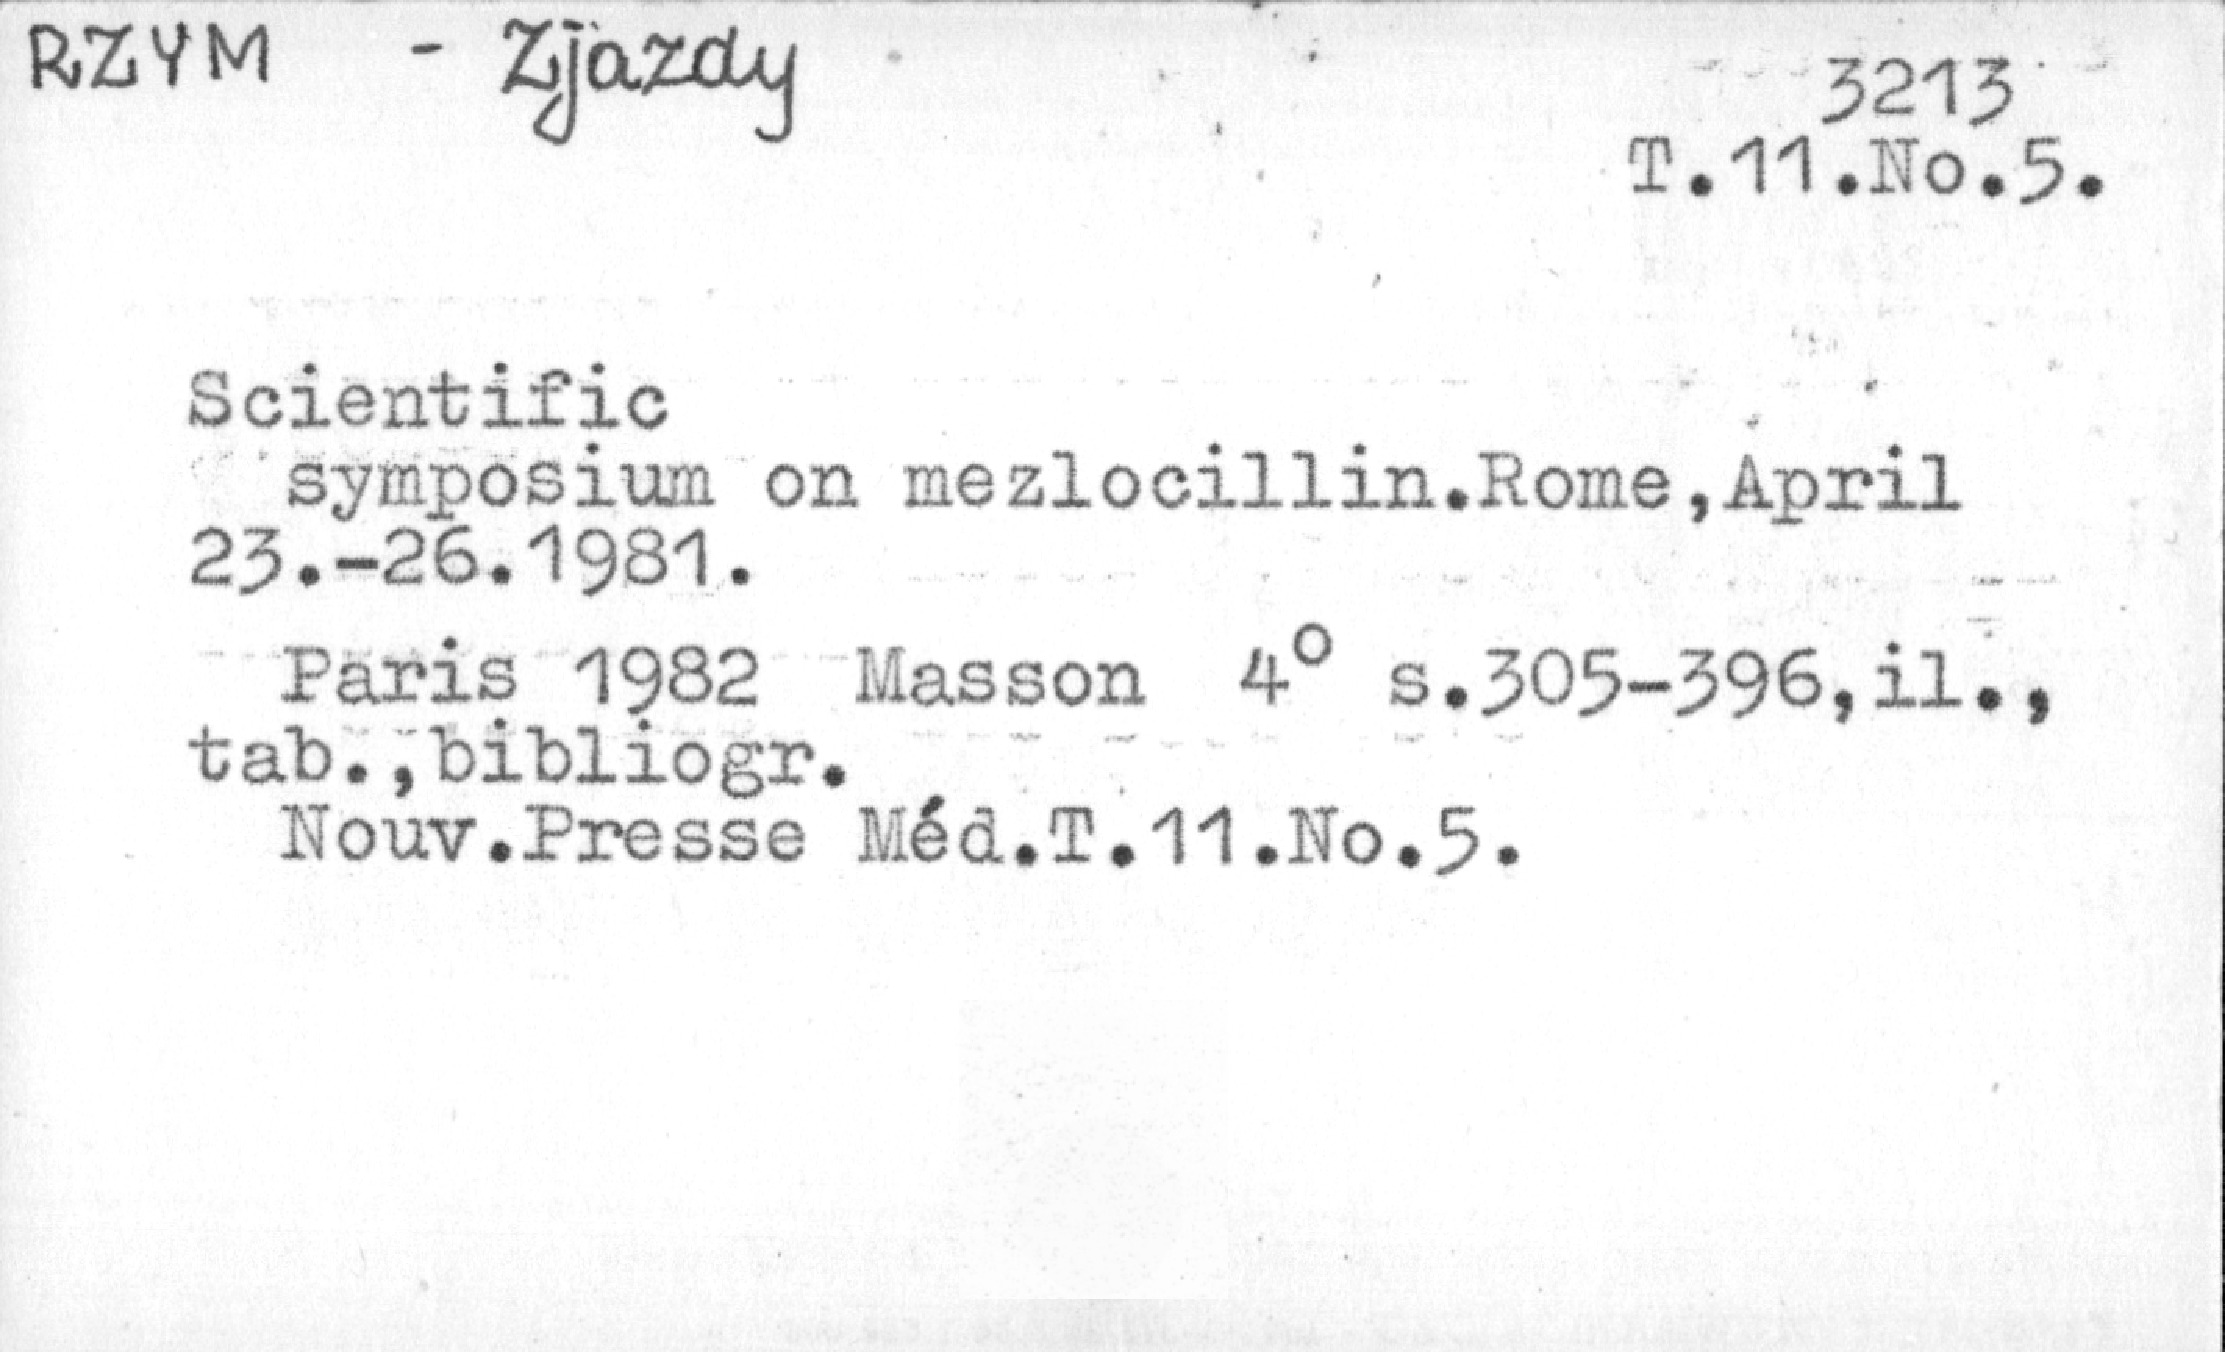 RZYM - Zjazdy
3213
T.11.No.5.
Scientific
symposium on mezlocillin.Rome,April
23.-26.1981.
Paris 1982 Masson 4° s.305-396,il.,
tab.,bibliogr.
Nouv.Presse Méd.T.11.No.5.